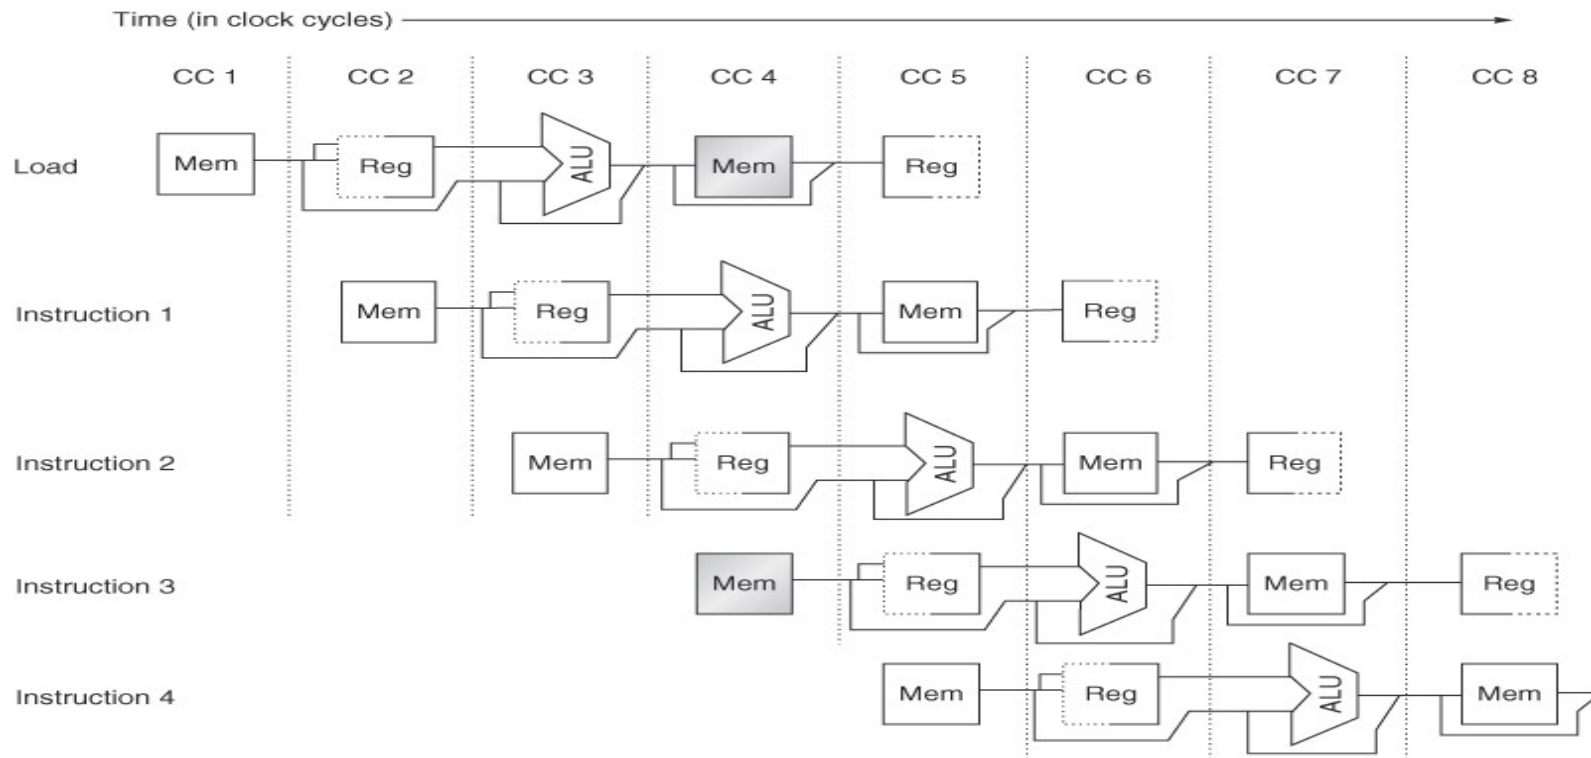 Time (in clock cycles)
CC 1 CC 2 CC 3 CC 4 CC 5 CC 6 CC 7 CC 8
Load Mem Reg ALU Mem Reg
Instruction 1 Mem Reg ALU Mem Reg
Instruction 2 Mem Reg ALU Mem Reg
Instruction 3 Mem Reg ALU Mem Reg
Instruction 4 Mem Reg ALU Mem